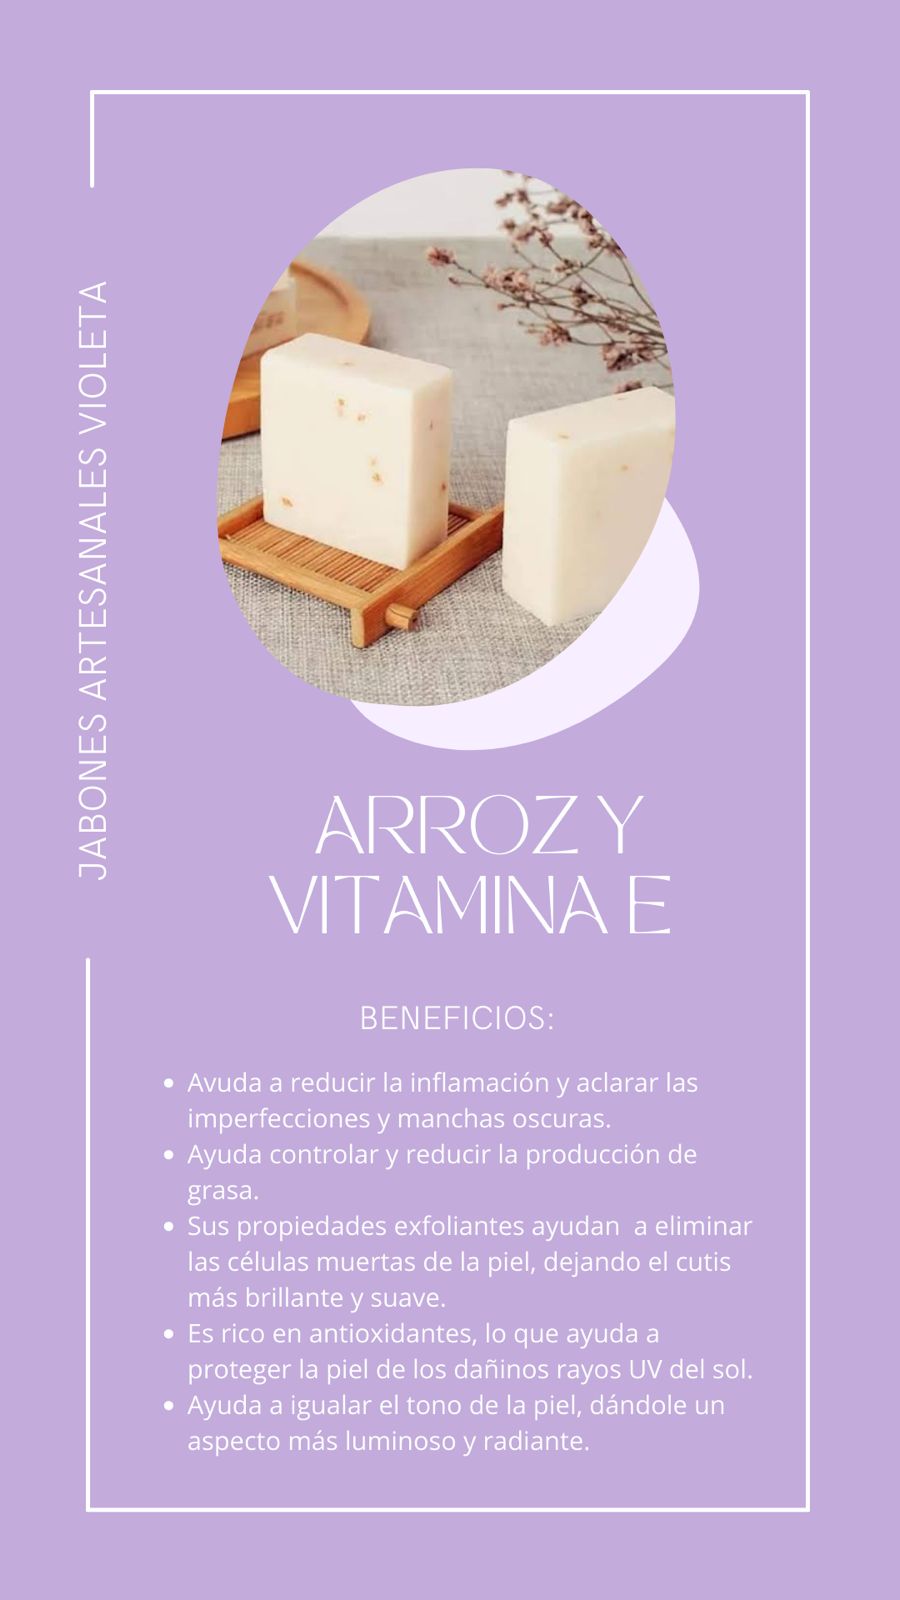 JABONES ARTESANALES VIOLETA
ARROZ Y
VITAMINA E
BENEFICIOS:
• Avuda a reducir la inflamación y aclarar las
imperfecciones y manchas oscuras.
• Ayuda controlar y reducir la producción de
grasa.
• Sus propiedades exfoliantes ayudan  a eliminar
las células muertas de la piel, dejando el cutis
más brillante y suave.
• Es rico en antioxidantes, lo que ayuda a
proteger la piel de los dañinos rayos UV del sol.
• Ayuda a igualar el tono de la piel, dándole un
aspecto más luminoso y radiante.